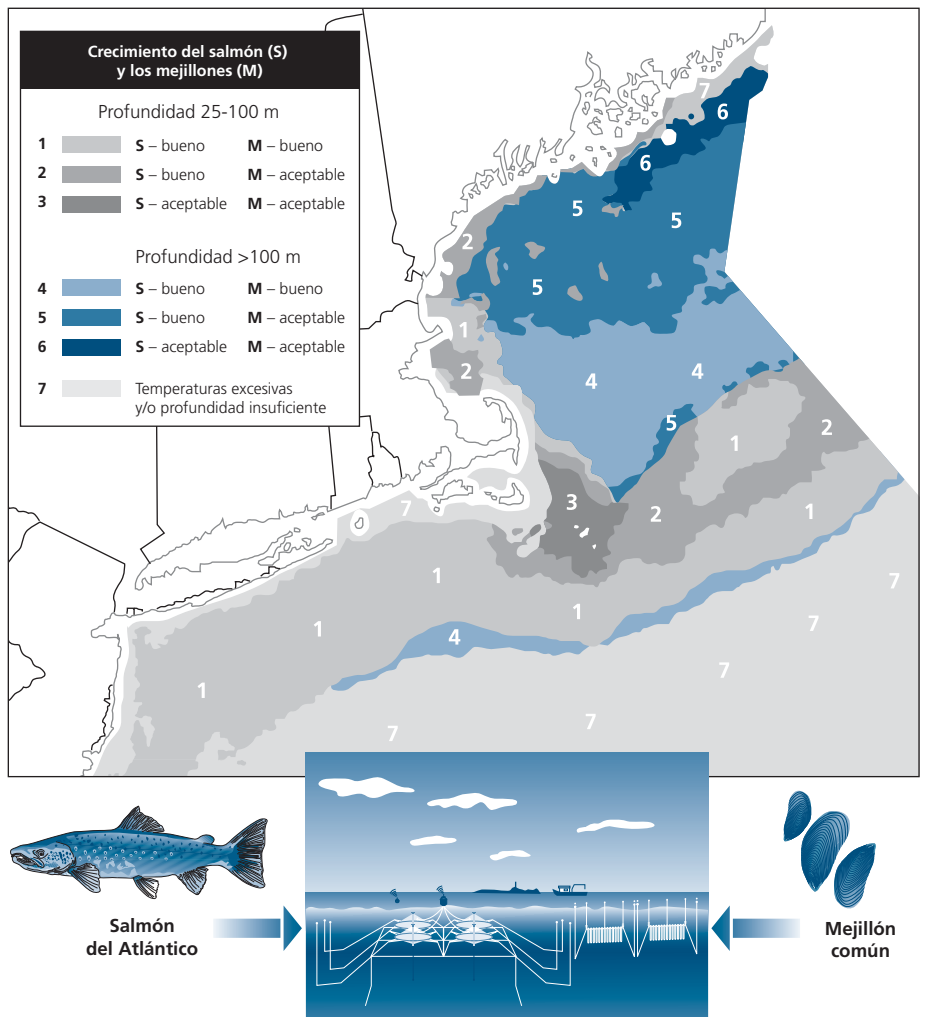 Crecimiento del salmón (S)
y los mejillones (M)
Profundidad 25-100 m
1 S – bueno M – bueno
2 S – bueno M – aceptable
3 S – aceptable M – aceptable
Profundidad >100 m
4 S – bueno M – bueno
5 S – bueno M – aceptable
6 S – aceptable M – aceptable
7 Temperaturas excesivas
y/o profundidad insuficiente
7
6
6
5
5
2
5
1
2
4
4
5
1
2
3
2
7
1
1
7
1
1
7
4
7
1
7
7
Salmón
del Atlántico
Mejillón
común